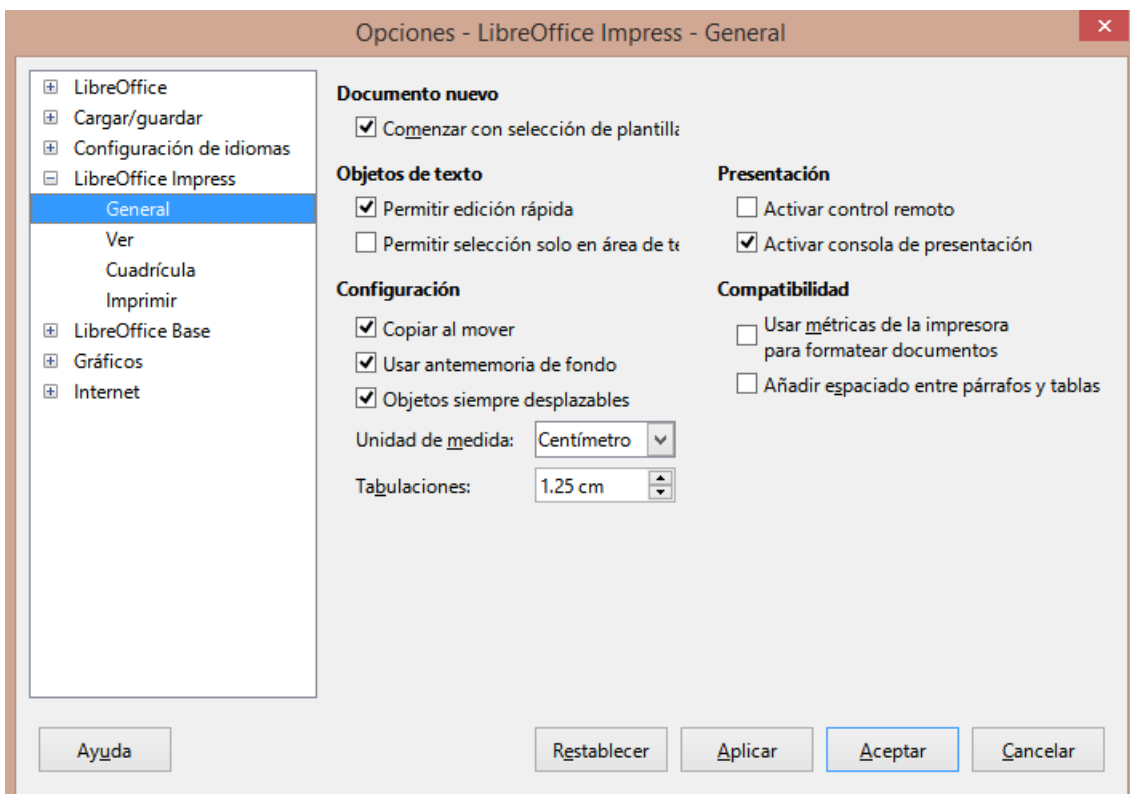 Opciones - LibreOffice Impress - General
LibreOffice
Cargar/guardar
Configuración de idiomas
LibreOffice Impress
General
Ver
Cuadrícula
Imprimir
LibreOffice Base
Gráficos
Internet
Documento nuevo
Comenzar con selección de plantilla
Objetos de texto
Permitir edición rápida
Permitir selección solo en área de te
Configuración
Copiar al mover
Usar antememoria de fondo
Objetos siempre desplazables
Unidad de medida: Centímetro
Tabulaciones: 1.25 cm
Presentación
Activar control remoto
Activar consola de presentación
Compatibilidad
Usar métricas de la impresora
para formatear documentos
Añadir espaciado entre párrafos y tablas
Ayuda Restablecer Aplicar Aceptar Cancelar